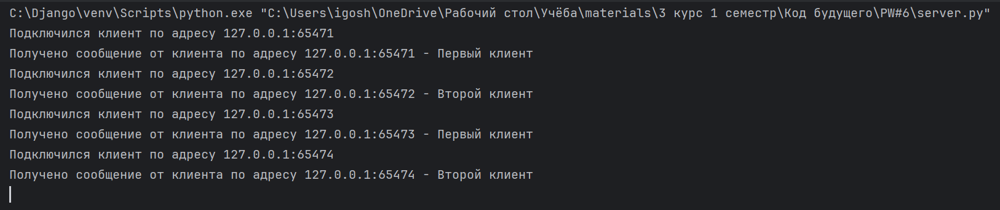 C:\Django\venv\Scripts\python.exe "C:\Users\igosh\OneDrive\Рабочий стол\Учёба\materials\3 курс 1 семестр\Код будущего\PW#6\server.py"
Подключился клиент по адресу 127.0.0.1:65471
Получено сообщение от клиента по адресу 127.0.0.1:65471 - Первый клиент
Подключился клиент по адресу 127.0.0.1:65472
Получено сообщение от клиента по адресу 127.0.0.1:65472 - Второй клиент
Подключился клиент по адресу 127.0.0.1:65473
Получено сообщение от клиента по адресу 127.0.0.1:65473 - Первый клиент
Подключился клиент по адресу 127.0.0.1:65474
Получено сообщение от клиента по адресу 127.0.0.1:65474 - Второй клиент